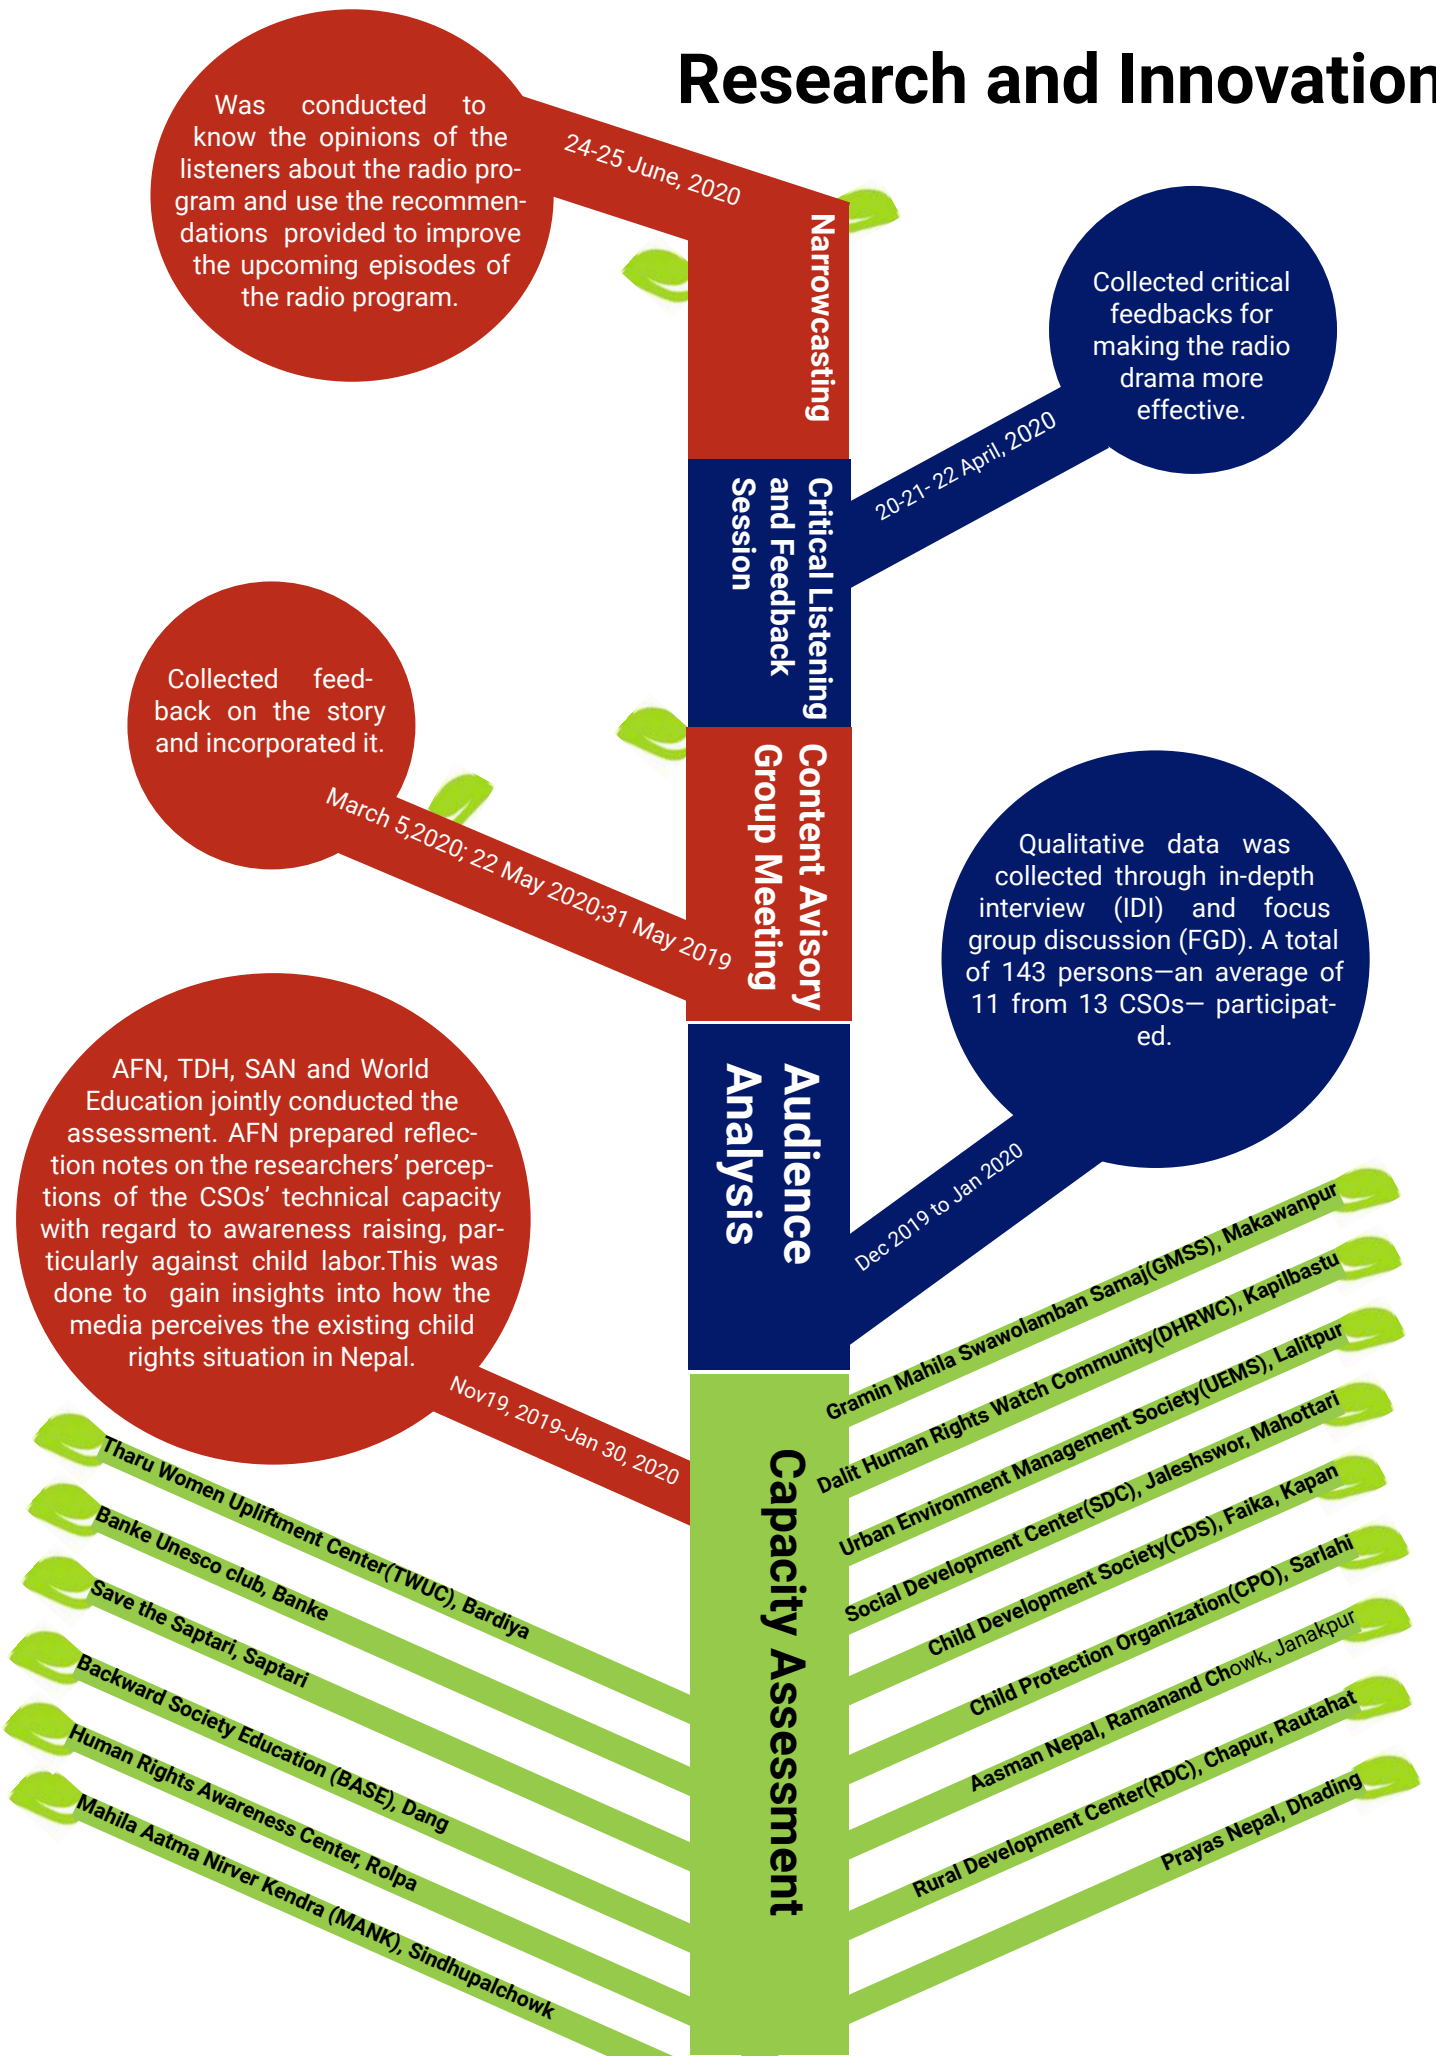 Research and Innovation
Was conducted to
know the opinions of the
listeners about the radio pro-
gram and use the recommen-
dations provided to improve
the upcoming episodes of
the radio program.
24-25 June, 2020
Narrowcasting
Collected critical
feedbacks for
making the radio
drama more
effective.
20-21- 22 April, 2020
Critical Listening
and Feedback
Session
Collected feed-
back on the story
and incorporated it.
March 5,2020; 22 May 2020;31 May 2019
Content Avisory
Group Meeting
Qualitative data was
collected through in-depth
interview (IDI) and focus
group discussion (FGD). A total
of 143 persons—an average of
11 from 13 CSOs— participat-
ed.
Dec 2019 to Jan 2020
Audience
Analysis
AFN, TDH, SAN and World
Education jointly conducted the
assessment. AFN prepared reflec-
tion notes on the researchers’ percep-
tions of the CSOs’ technical capacity
with regard to awareness raising, par-
ticularly against child labor.This was
done to gain insights into how the
media perceives the existing child
rights situation in Nepal.
Nov19, 2019-Jan 30, 2020
Capacity Assessment
Tharu Women Upliftment Center(TWUC), Bardiya
Banke Unesco club, Banke
Save the Saptari, Saptari
Backward Society Education (BASE), Dang
Human Rights Awareness Center, Rolpa
Mahila Aatma Nirver Kendra (MANK), Sindhupalchowk
Gramin Mahila Swawolamban Samaj(GMSS), Makawanpur
Dalit Human Rights Watch Community(DHRWC), Kapilbastu
Urban Environment Management Society(UEMS), Lalitpur
Social Development Center(SDC), Jaleshswor, Mahottari
Child Development Society(CDS), Faika, Kapan
Child Protection Organization(CPO), Sarlahi
Aasman Nepal, Ramanand Chowk, Janakpur
Rural Development Center(RDC), Chapur, Rautahat
Prayas Nepal, Dhading